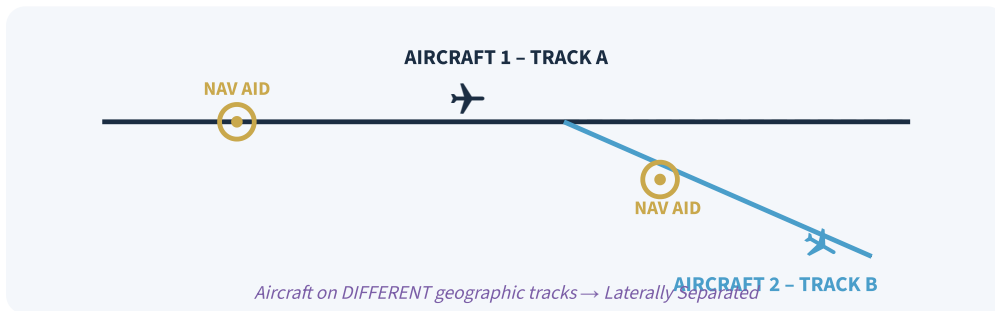 AIRCRAFT 1 – TRACK A
NAV AID
NAV AID
AIRCRAFT 2 – TRACK B
Aircraft on DIFFERENT geographic tracks → Laterally Separated